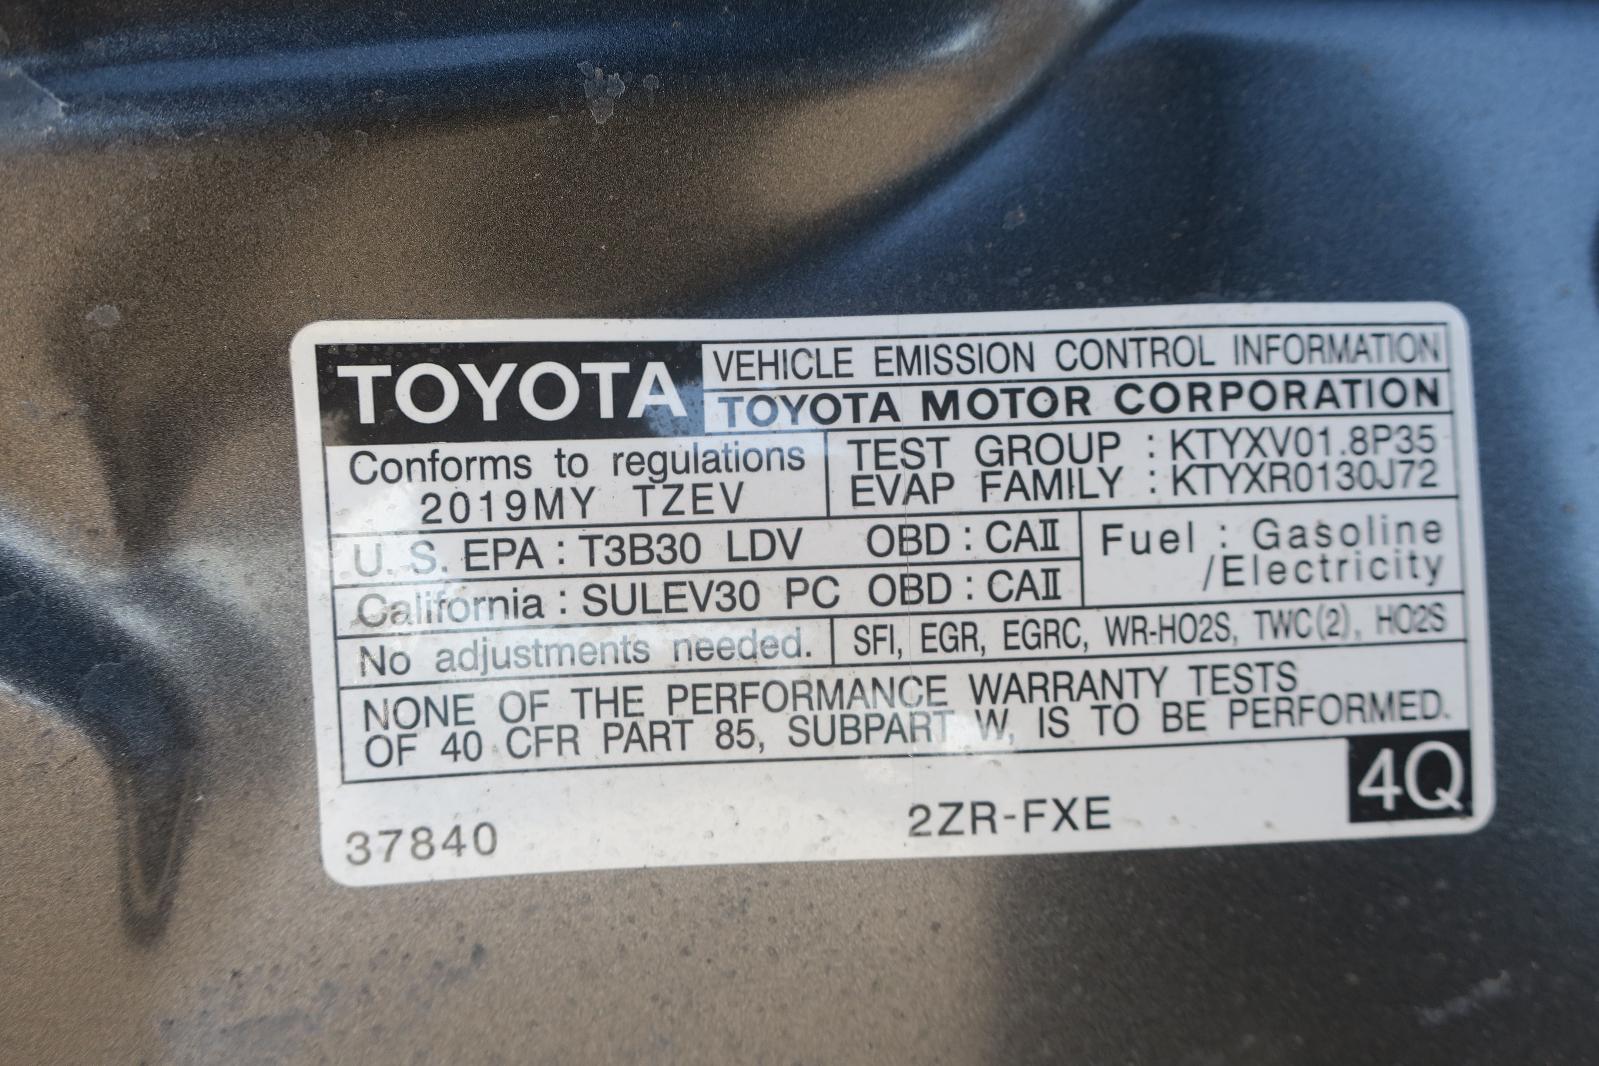 TOYOTA
VEHICLE EMISSION CONTROL INFORMATION
TOYOTA MOTOR CORPORATION
Conforms to regulations
2019MY TZEV
TEST GROUP : KTYXV01.8P35
EVAP FAMILY : KTYXR0130J72
U. S. EPA : T3B30 LDV OBD : CAⅡ
California : SULEV30 PC OBD : CAⅡ
Fuel : Gasoline
/Electricity
No adjustments needed.
SFI, EGR, EGRC, WR-HO2S, TWC(2), HO2S
NONE OF THE PERFORMANCE WARRANTY TESTS
OF 40 CFR PART 85, SUBPART W, IS TO BE PERFORMED.
37840
2ZR-FXE
4Q